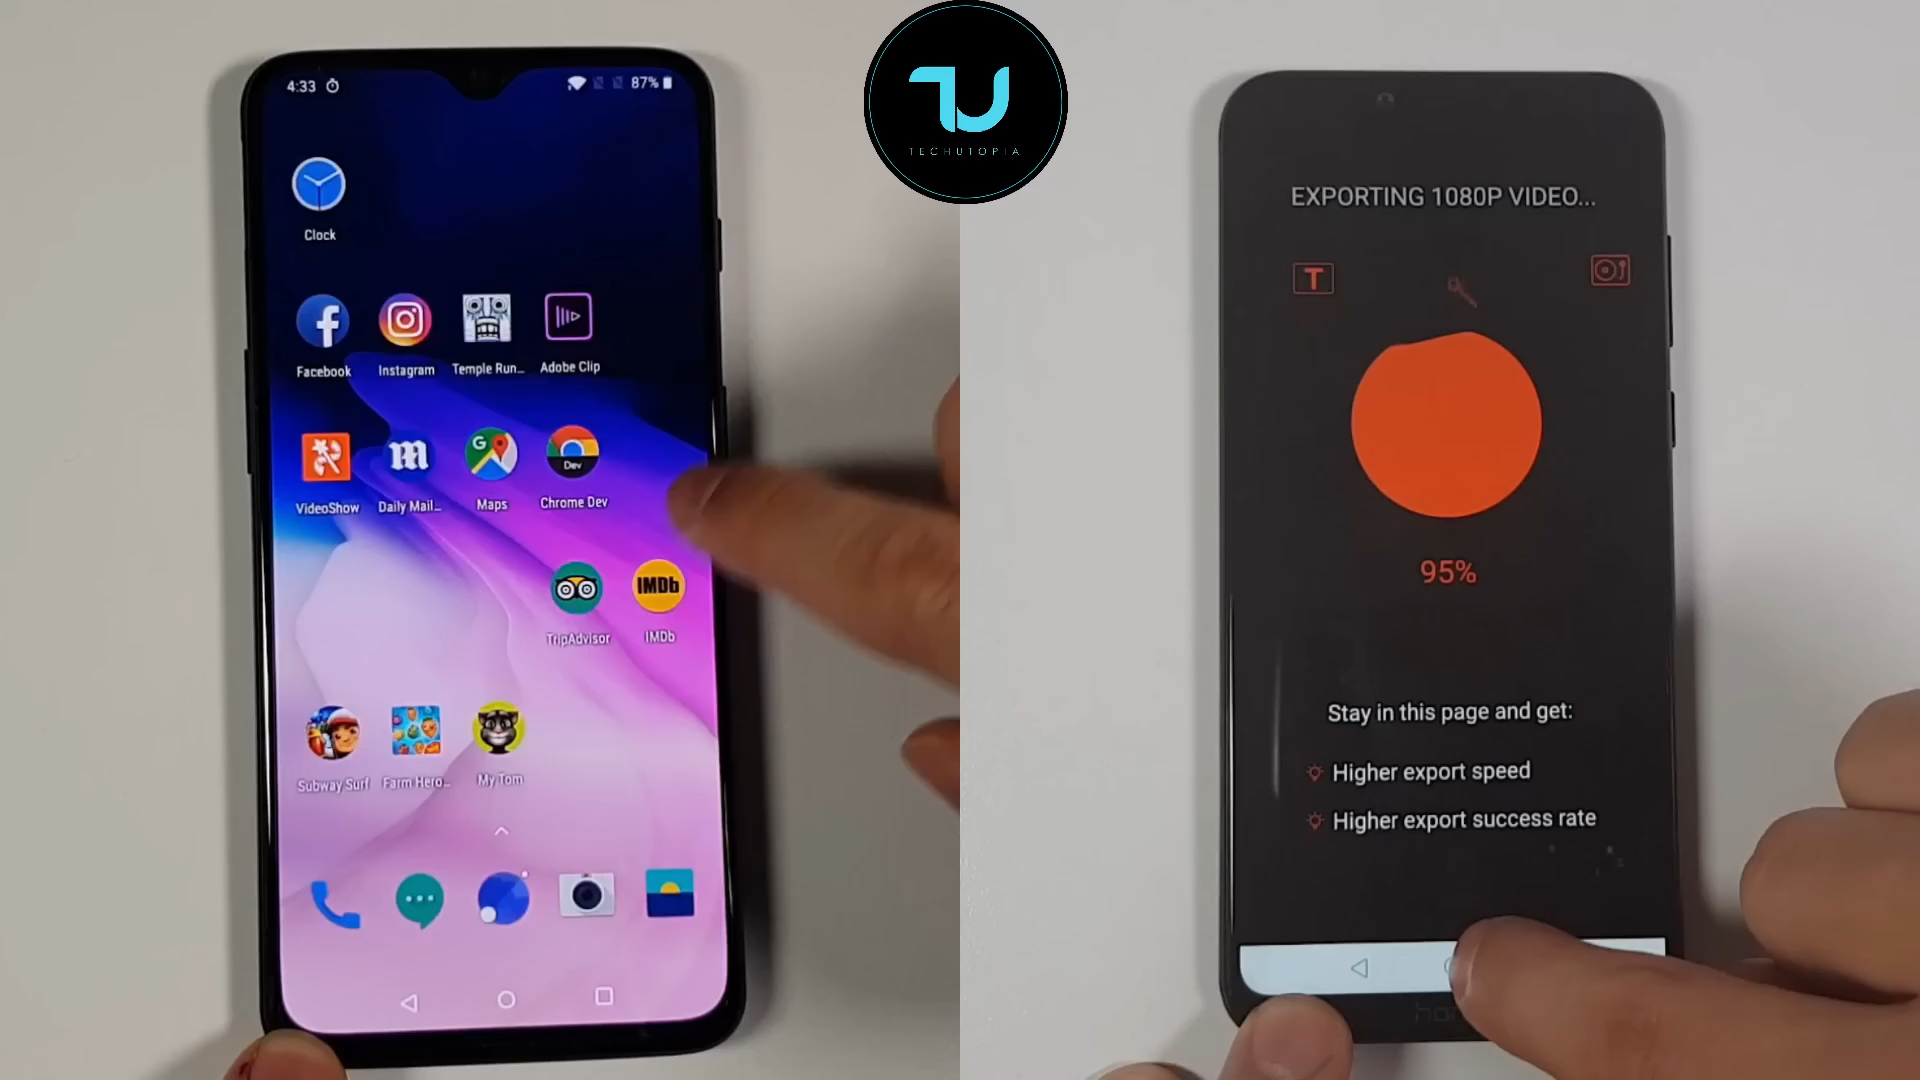 4:33
87%
Clock
Facebook
Instagram
Temple Run...
Adobe Clip
VideoShow
Daily Mail...
Maps
Dev
Chrome Dev
TripAdvisor
IMDb
IMDb
Subway Surf
Farm Hero...
My Tom
TU
TECHUTOPIA
EXPORTING 1080P VIDEO...
T
95%
Stay in this page and get:
Higher export speed
Higher export success rate